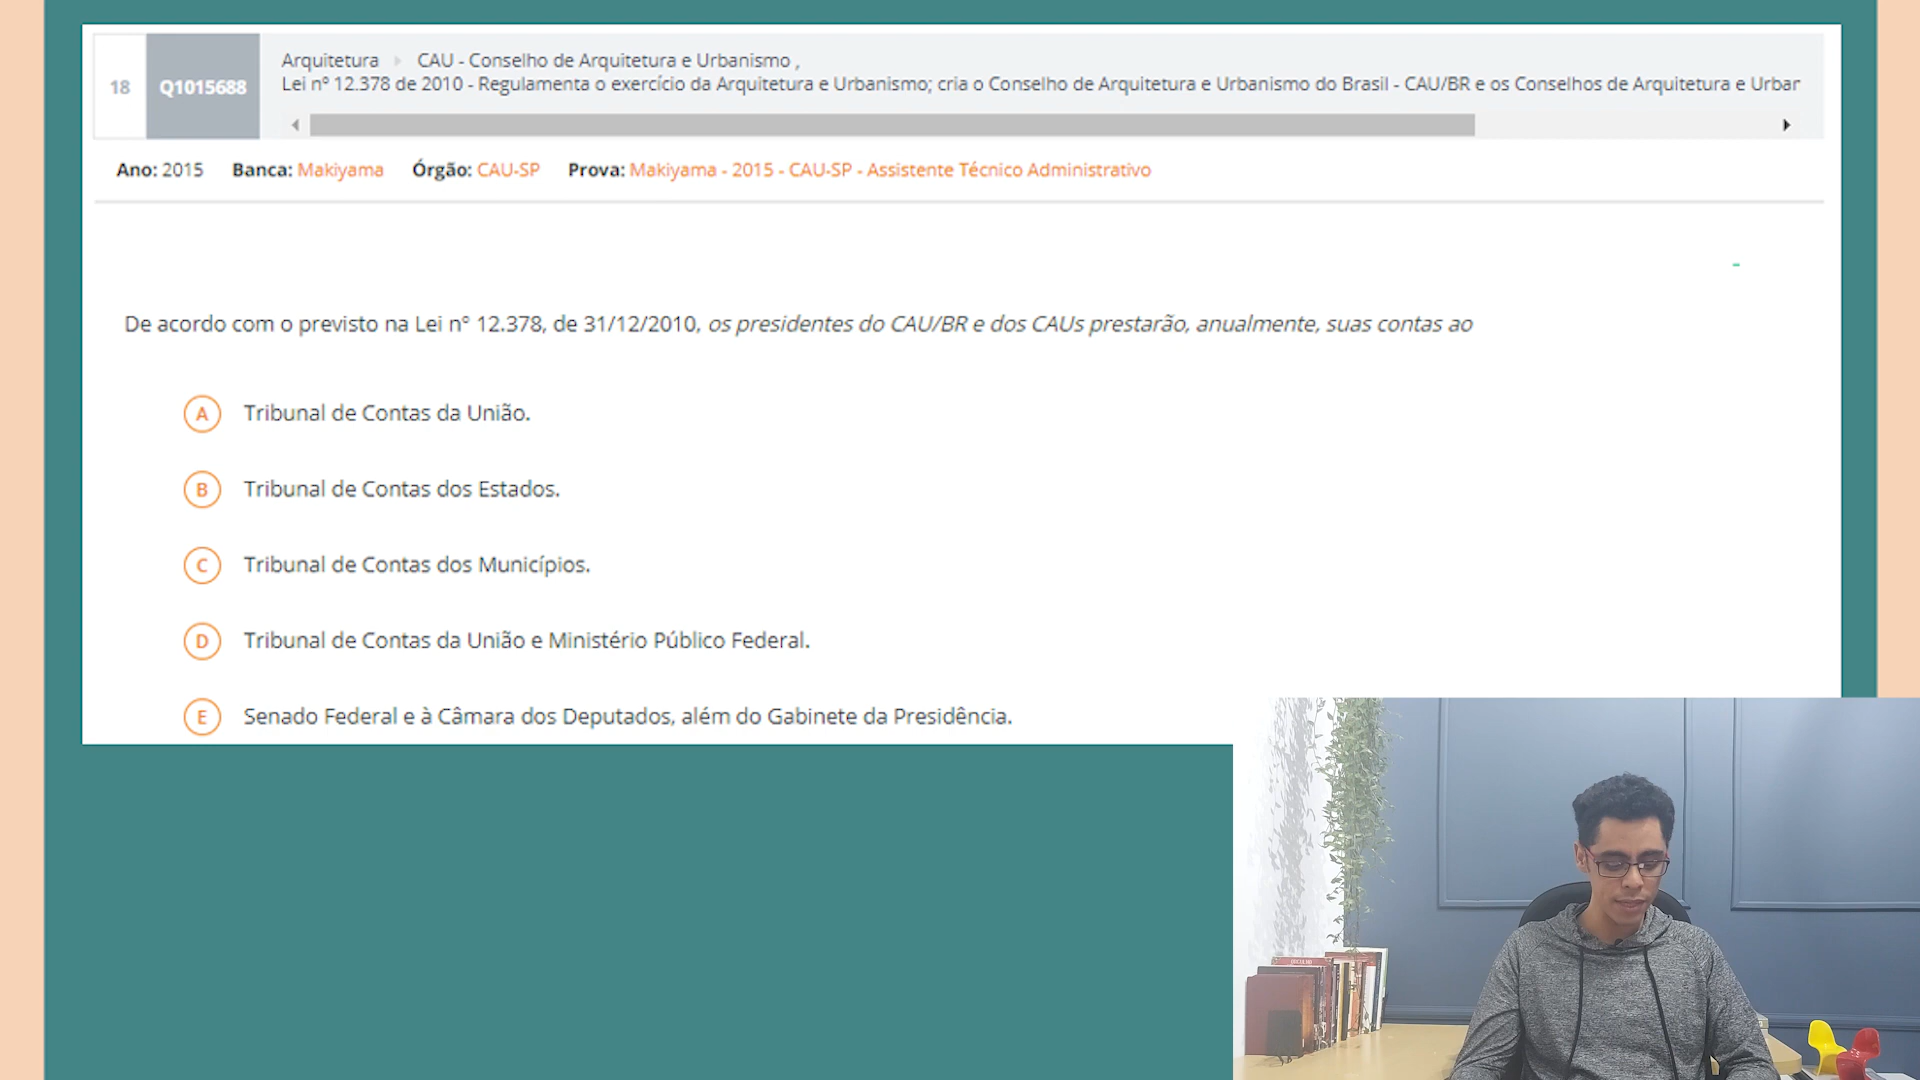 18
Q1015688
Arquitetura CAU - Conselho de Arquitetura e Urbanismo ,
Lei nº 12.378 de 2010 - Regulamenta o exercício da Arquitetura e Urbanismo; cria o Conselho de Arquitetura e Urbanismo do Brasil - CAU/BR e os Conselhos de Arquitetura e Urbar
Ano: 2015 Banca: Makiyama Órgão: CAU-SP Prova: Makiyama - 2015 - CAU-SP - Assistente Técnico Administrativo
De acordo com o previsto na Lei nº 12.378, de 31/12/2010, os presidentes do CAU/BR e dos CAUs prestarão, anualmente, suas contas ao
A Tribunal de Contas da União.
B Tribunal de Contas dos Estados.
C Tribunal de Contas dos Municípios.
D Tribunal de Contas da União e Ministério Público Federal.
E Senado Federal e à Câmara dos Deputados, além do Gabinete da Presidência.